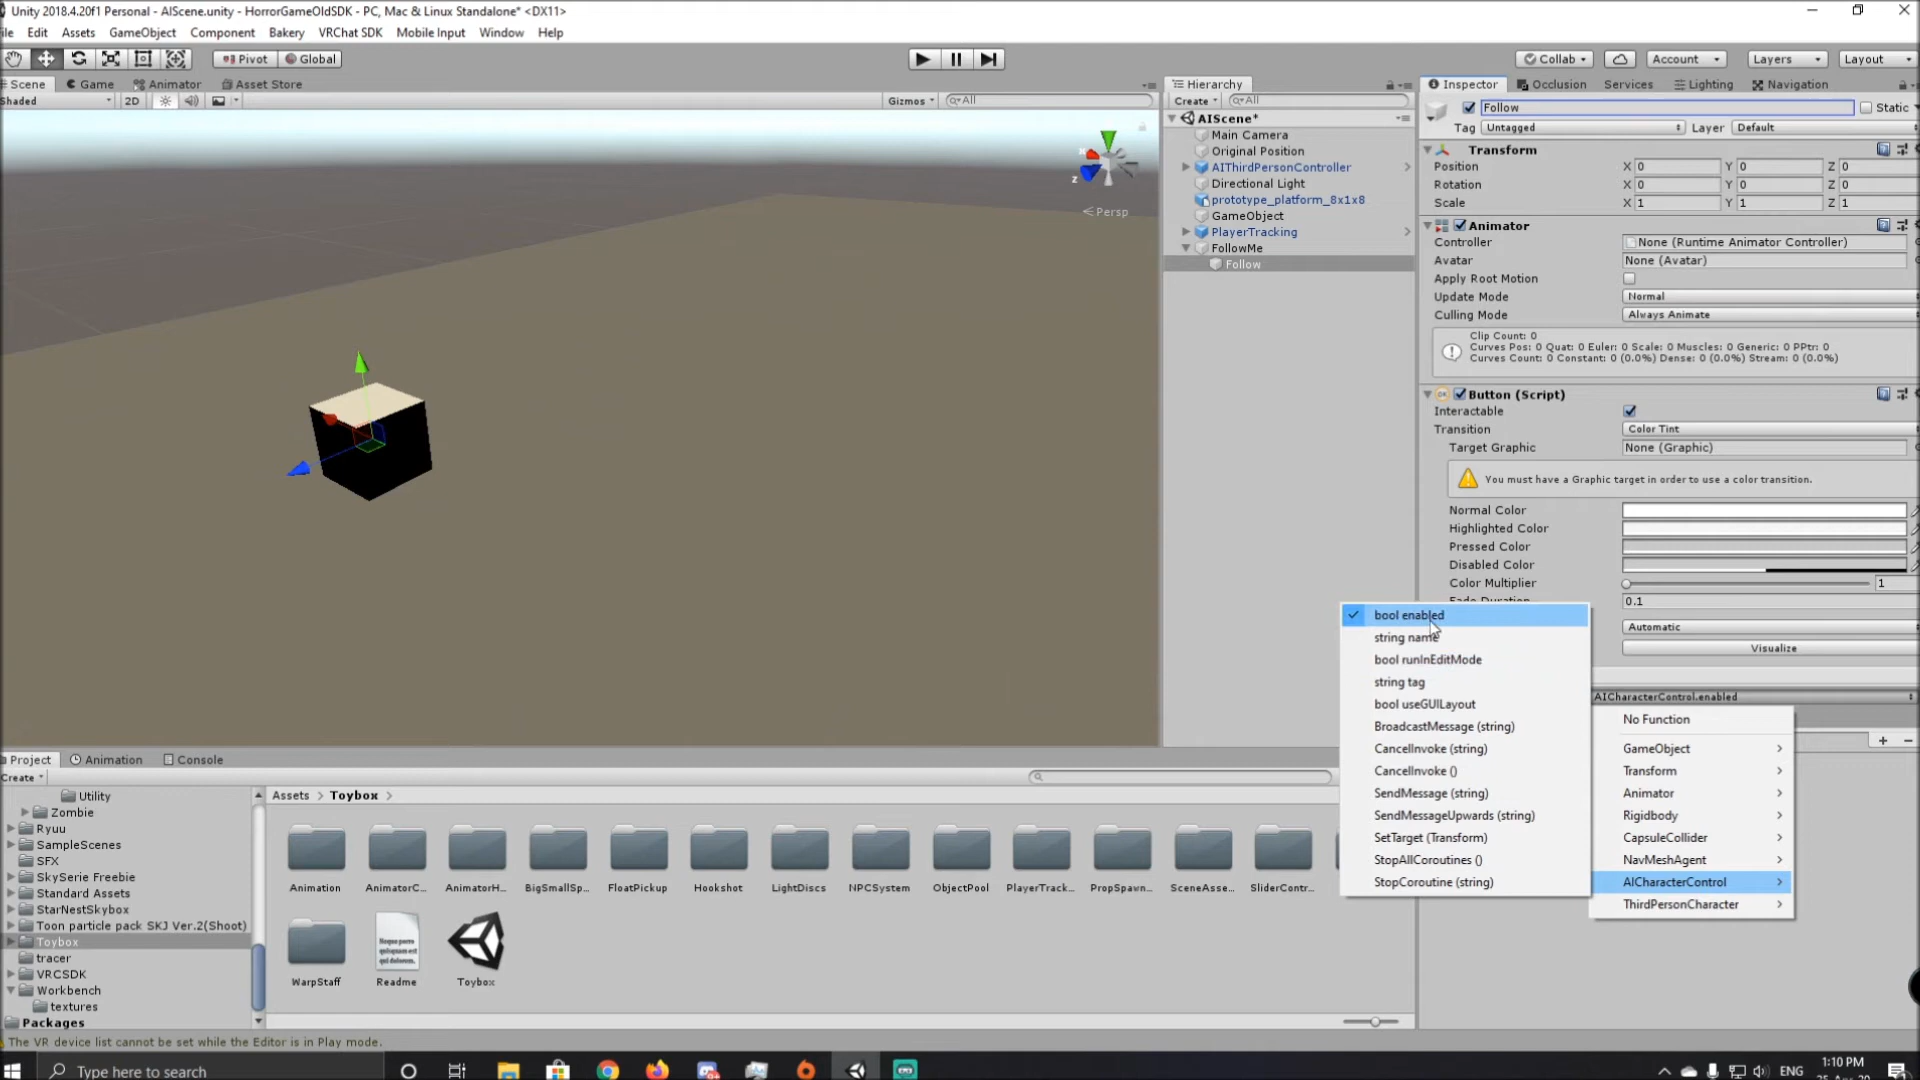 Unity 2018.4.20f1 Personal - AIScene.unity - HorrorGameOldSDK - PC, Mac & Linux Standalone* <DX11>
ile Edit Assets GameObject Component Bakery VRChat SDK Mobile Input Window Help
Pivot Global Collab Account Layers Layout
Scene Game Animator Asset Store
Shaded 2D Gizmos All
Persp
Hierarchy
Create All
AIScene*
Main Camera
Original Position
AIThirdPersonController
Directional Light
prototype_platform_8x1x8
GameObject
PlayerTracking
FollowMe
Follow
Inspector Occlusion Services Lighting Navigation
Follow Static
Tag Untagged Layer Default
Transform
Position X 0 Y 0 Z 0
Rotation X 0 Y 0 Z 0
Scale X 1 Y 1 Z 1
Animator
Controller None (Runtime Animator Controller)
Avatar None (Avatar)
Apply Root Motion
Update Mode Normal
Culling Mode Always Animate
Clip Count: 0
Curves Pos: 0 Quat: 0 Euler: 0 Scale: 0 Muscles: 0 Generic: 0 PPtr: 0
Curves Count: 0 Constant: 0 (0.0%) Dense: 0 (0.0%) Stream: 0 (0.0%)
Button (Script)
Interactable
Transition Color Tint
Target Graphic None (Graphic)
You must have a Graphic target in order to use a color transition.
Normal Color
Highlighted Color
Pressed Color
Disabled Color
Color Multiplier 1
Fade Duration 0.1
Automatic
Visualize
AICharacterControl.enabled
bool enabled
string name
bool runInEditMode
string tag
bool useGUILayout
BroadcastMessage (string)
CancelInvoke (string)
CancelInvoke ()
SendMessage (string)
SendMessageUpwards (string)
SetTarget (Transform)
StopAllCoroutines ()
StopCoroutine (string)
No Function
GameObject
Transform
Animator
Rigidbody
CapsuleCollider
NavMeshAgent
AICharacterControl
ThirdPersonCharacter
Project Animation Console
Create
Utility
Zombie
Ryuu
SampleScenes
SFX
SkySerie Freebie
Standard Assets
StarNestSkybox
Toon particle pack SKJ Ver.2(Shoot)
Toybox
tracer
VRCSDK
Workbench
textures
Packages
Assets > Toybox >
Animation AnimatorC... AnimatorH... BigSmallSp... FloatPickup Hookshot LightDiscs NPCSystem ObjectPool PlayerTrack... PropSpawn... SceneAsse... SliderContr...
WarpStaff Readme Toybox
The VR device list cannot be set while the Editor is in Play mode.
Type here to search
ENG
1:10 PM